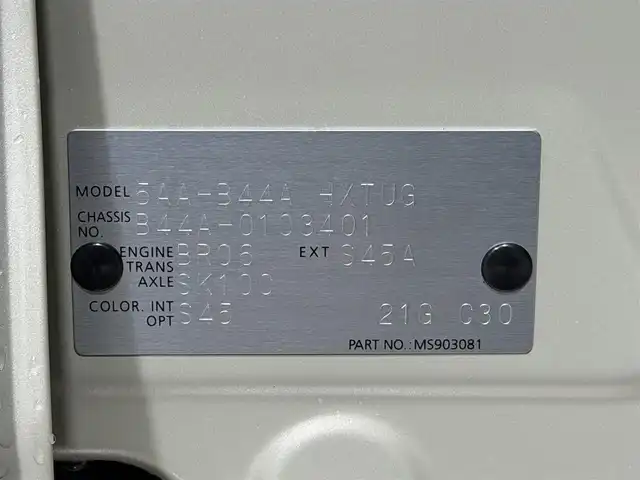 MODEL 5AA-B44A HXTUG
CHASSIS NO. B44A-0103401
ENGINE BR06 EXT S45A
TRANS AXLE SK10C
COLOR. INT S45
OPT 21G C30
PART NO.:MS903081